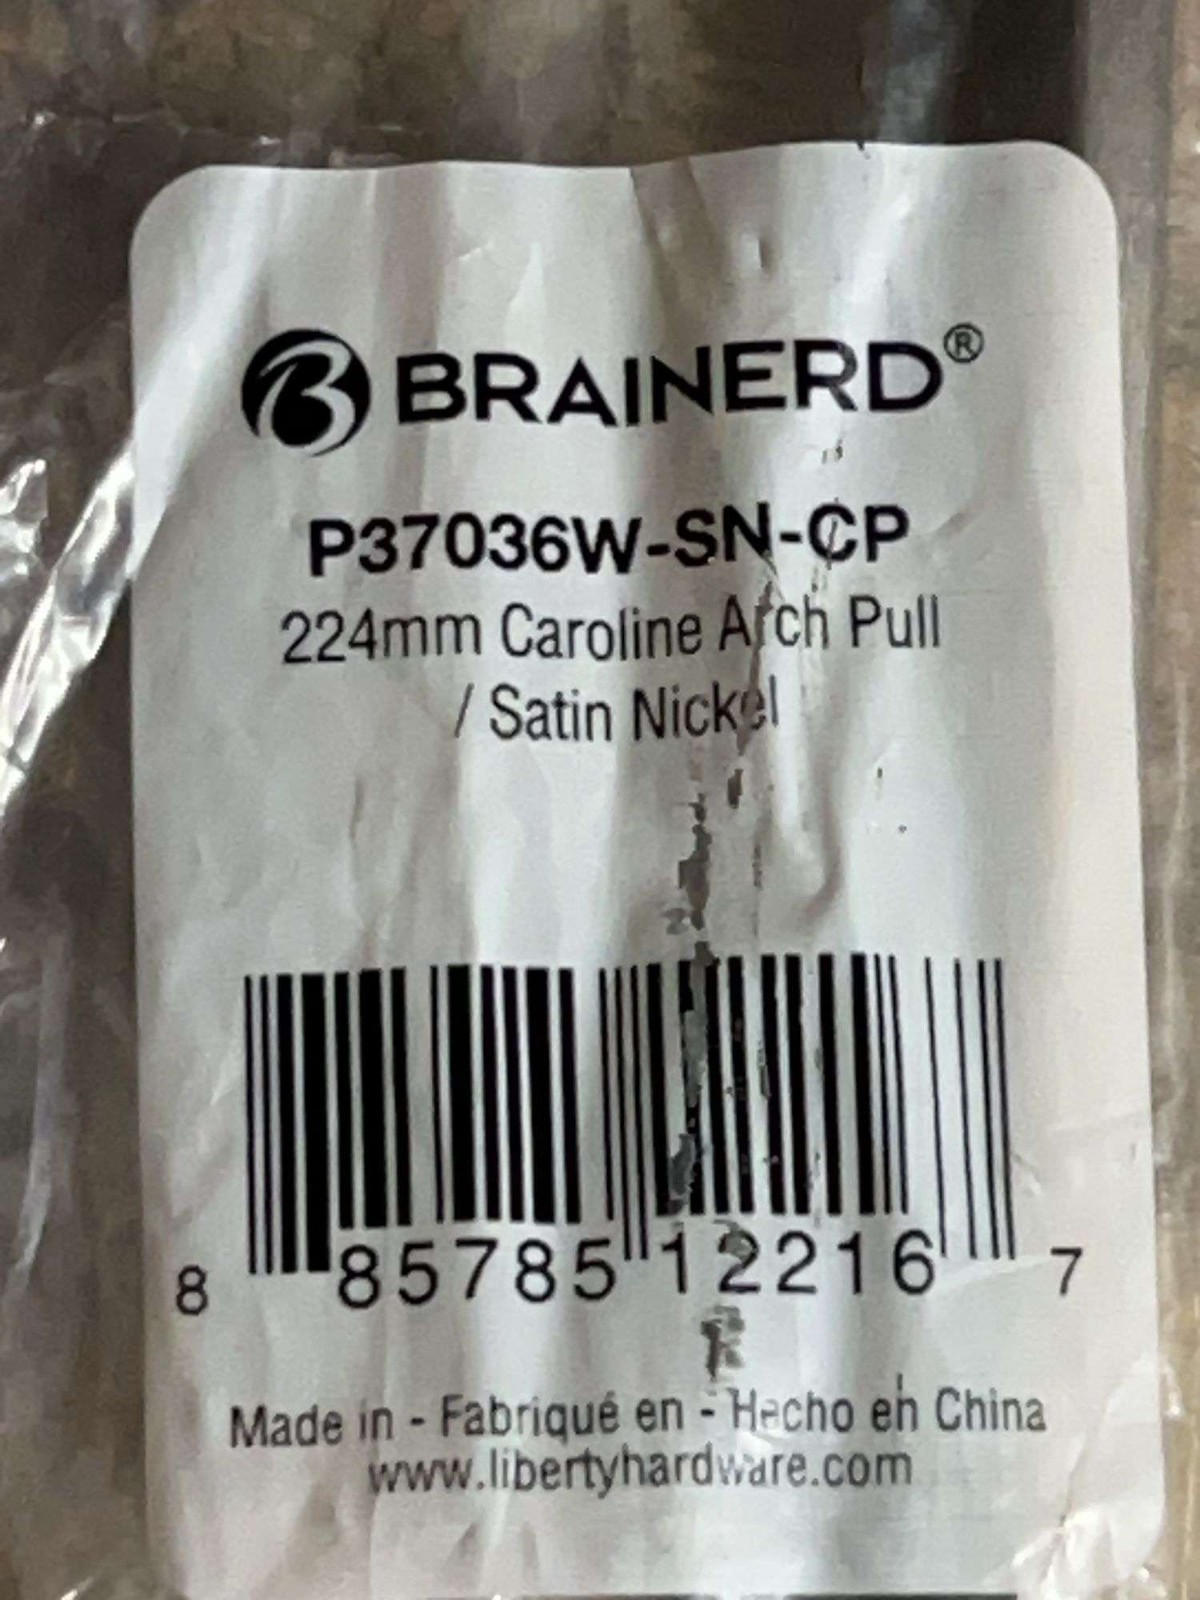 BRAINERD®
P37036W-SN-CP
224mm Caroline Arch Pull
/ Satin Nickel
8 85785 12216 7
Made in - Fabriqué en - Hecho en China
www.libertyhardware.com